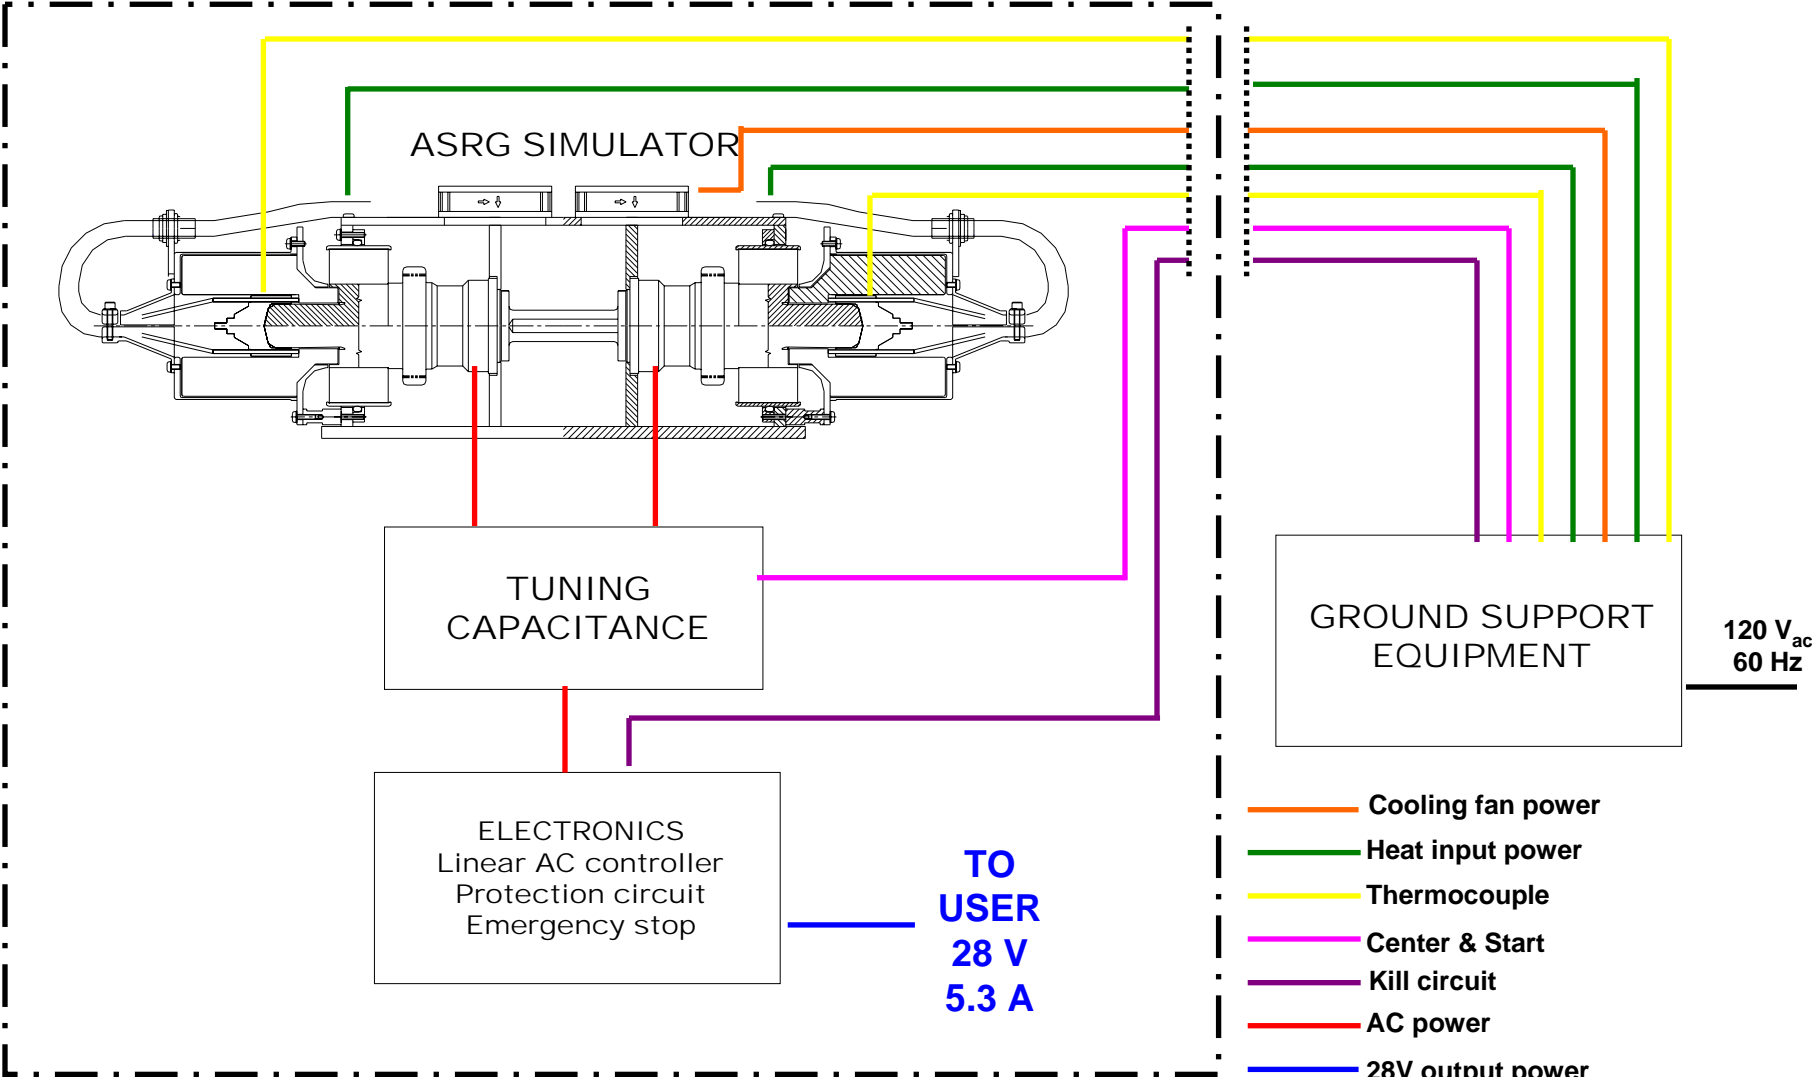 ASRG SIMULATOR
TUNING
CAPACITANCE
ELECTRONICS
Linear AC controller
Protection circuit
Emergency stop
TO
USER
28 V
5.3 A
GROUND SUPPORT
EQUIPMENT
120 Vac
60 Hz
Cooling fan power
Heat input power
Thermocouple
Center & Start
Kill circuit
AC power
28V output power